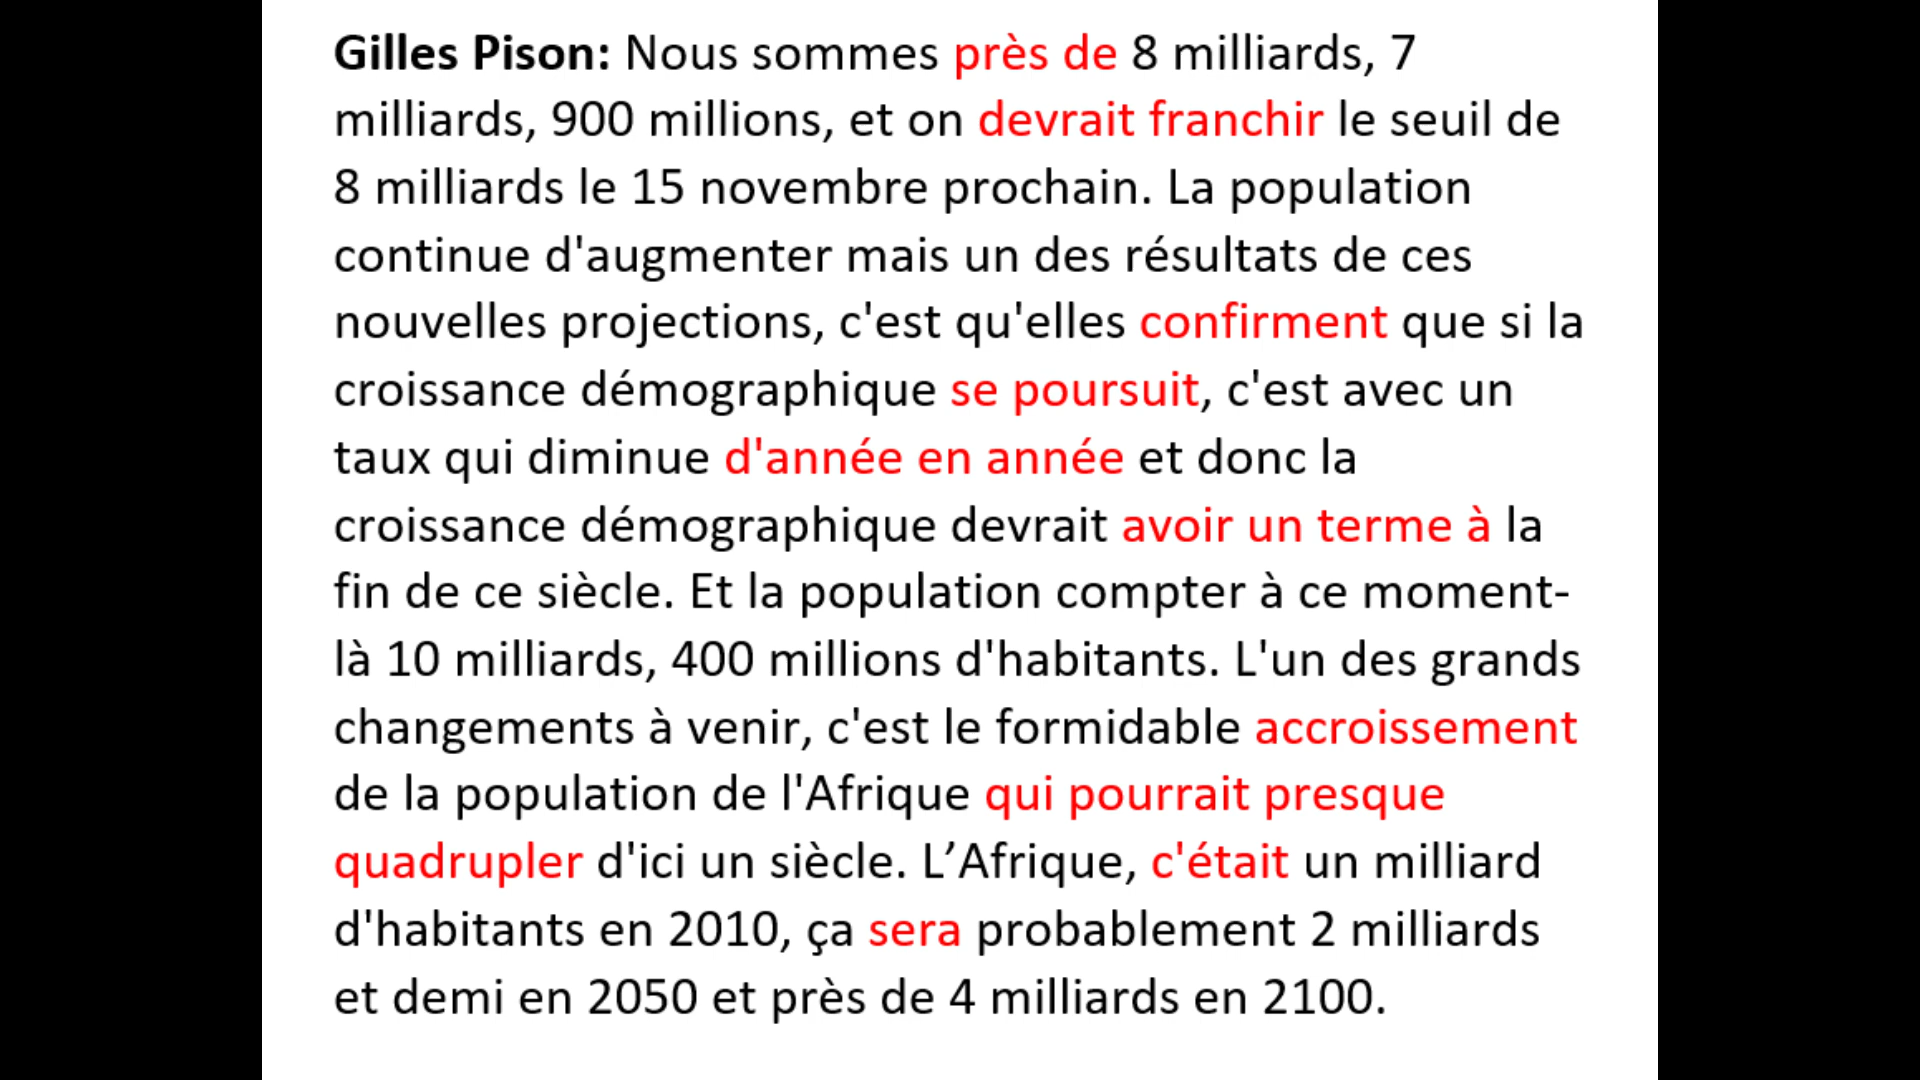 Gilles Pison: Nous sommes près de 8 milliards, 7
milliards, 900 millions, et on devrait franchir le seuil de
8 milliards le 15 novembre prochain. La population
continue d'augmenter mais un des résultats de ces
nouvelles projections, c'est qu'elles confirment que si la
croissance démographique se poursuit, c'est avec un
taux qui diminue d'année en année et donc la
croissance démographique devrait avoir un terme à la
fin de ce siècle. Et la population compter à ce moment-
là 10 milliards, 400 millions d'habitants. L'un des grands
changements à venir, c'est le formidable accroissement
de la population de l'Afrique qui pourrait presque
quadrupler d'ici un siècle. L’Afrique, c'était un milliard
d'habitants en 2010, ça sera probablement 2 milliards
et demi en 2050 et près de 4 milliards en 2100.